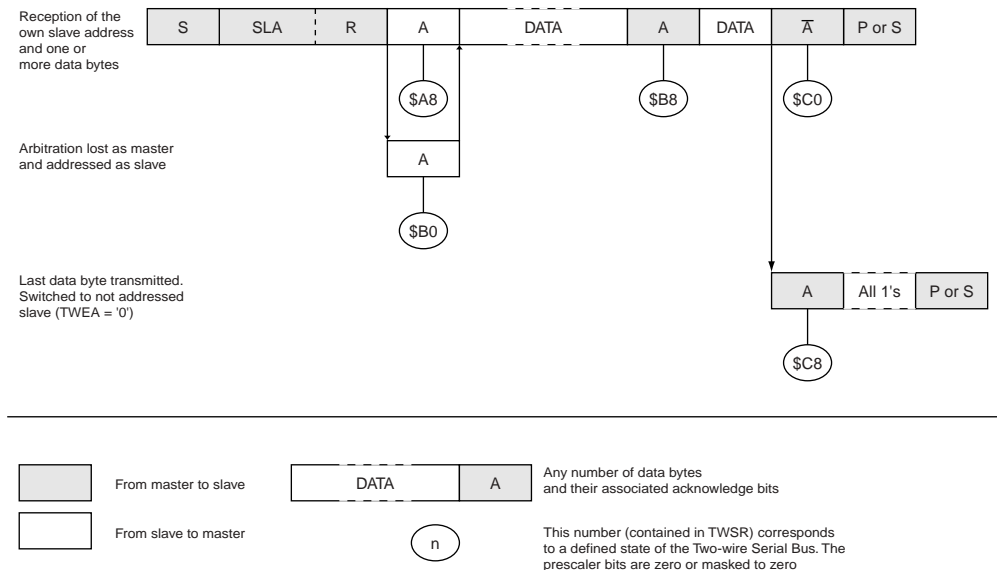 Reception of the
own slave address
and one or
more data bytes
S SLA R A DATA A DATA A̅ P or S
$A8 $B8 $C0
Arbitration lost as master
and addressed as slave
A
$B0
Last data byte transmitted.
Switched to not addressed
slave (TWEA = '0')
A All 1's P or S
$C8
From master to slave
DATA A
Any number of data bytes
and their associated acknowledge bits
From slave to master
n
This number (contained in TWSR) corresponds
to a defined state of the Two-wire Serial Bus. The
prescaler bits are zero or masked to zero